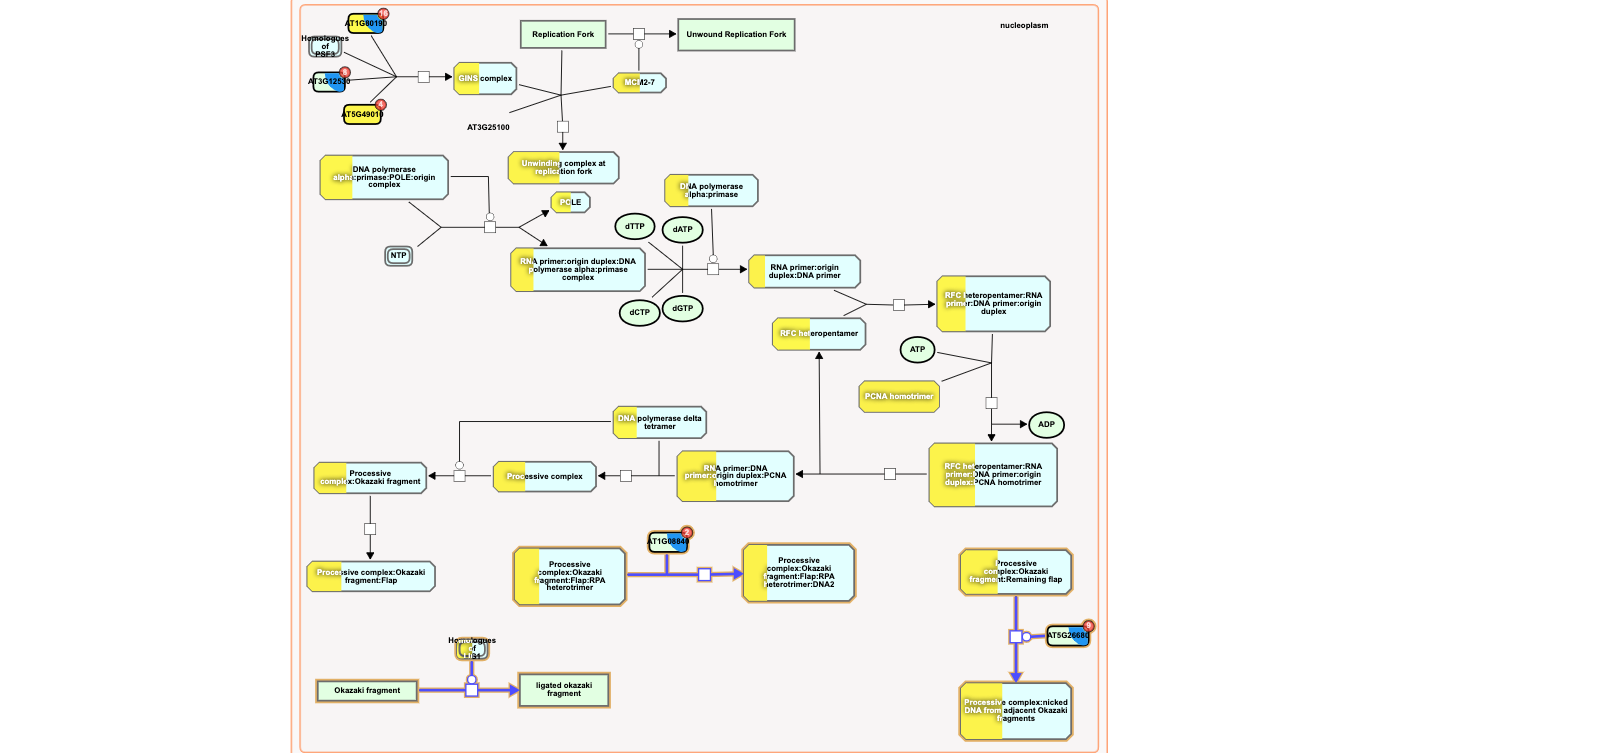 nucleoplasm
10
AT1G80190
Homologues
of
PSF3
8
AT3G12530
4
AT5G49010
GINS complex
Replication Fork
Unwound Replication Fork
MCM2-7
AT3G25100
Unwinding complex at
replication fork
DNA polymerase
alpha:primase:POLE:origin
complex
NTP
POLE
RNA primer:origin duplex:DNA
polymerase alpha:primase
complex
dTTP
dATP
dCTP
dGTP
DNA polymerase
alpha:primase
RNA primer:origin
duplex:DNA primer
RFC heteropentamer
RFC heteropentamer:RNA
primer:DNA primer:origin
duplex
ATP
PCNA homotrimer
ADP
RFC heteropentamer:RNA
primer:DNA primer:origin
duplex:PCNA homotrimer
RNA primer:DNA
primer:origin duplex:PCNA
homotrimer
DNA polymerase delta
tetramer
Processive complex
Processive
complex:Okazaki fragment
Processive complex:Okazaki
fragment:Flap
Processive
complex:Okazaki
fragment:Flap:RPA
heterotrimer
2
AT1G08840
Processive
complex:Okazaki
fragment:Flap:RPA
heterotrimer:DNA2
Processive
complex:Okazaki
fragment:Remaining flap
9
AT5G26680
Processive complex:nicked
DNA from adjacent Okazaki
fragments
Homologues
of
Okazaki fragment
ligated okazaki
fragment